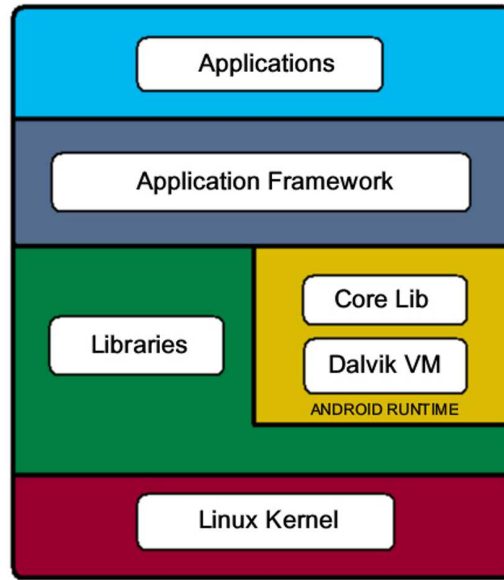 Applications
Application Framework
Libraries
Core Lib
Dalvik VM
ANDROID RUNTIME
Linux Kernel